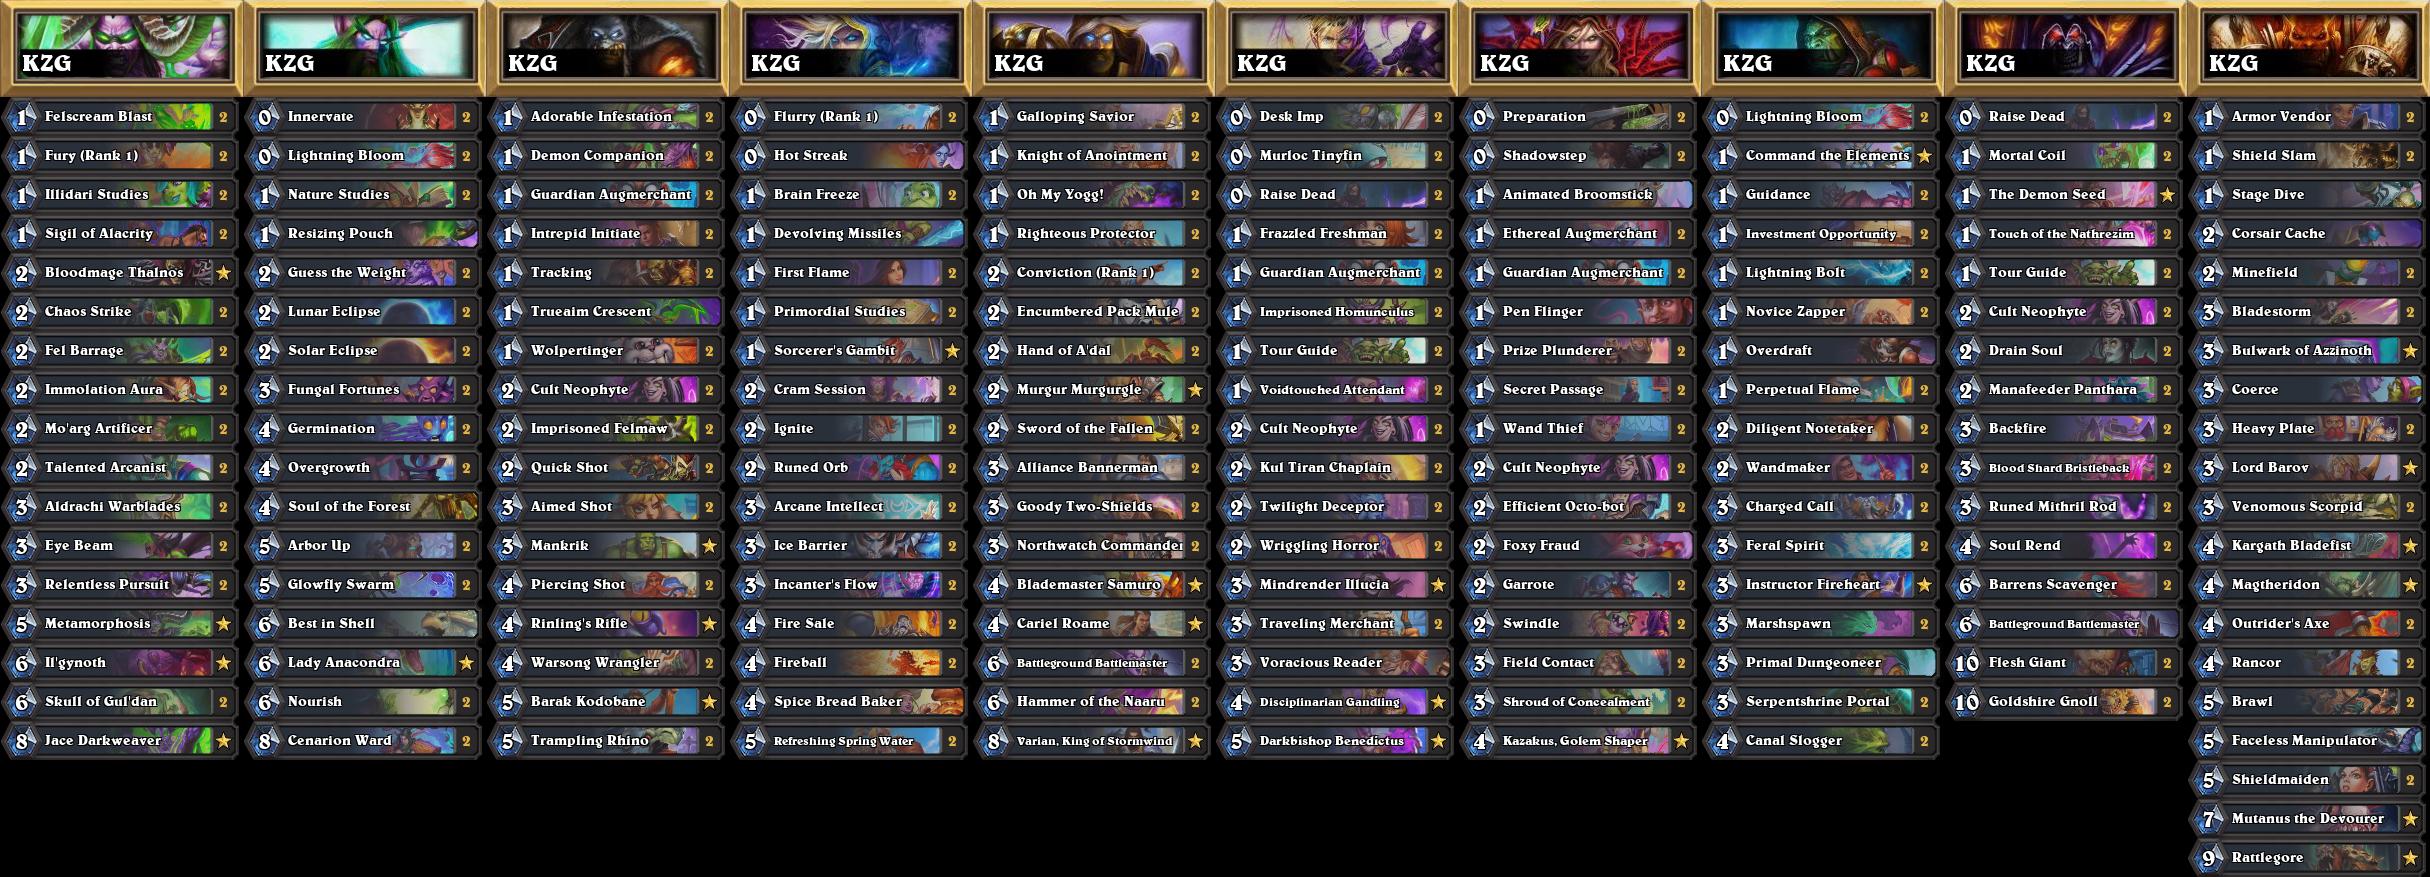 KZG
1 Felscream Blast 2
1 Fury (Rank 1) 2
1 Illidari Studies 2
1 Sigil of Alacrity 2
2 Bloodmage Thalnos
2 Chaos Strike 2
2 Fel Barrage 2
2 Immolation Aura 2
2 Mo'arg Artificer 2
2 Talented Arcanist 2
3 Aldrachi Warblades 2
3 Eye Beam 2
3 Relentless Pursuit 2
5 Metamorphosis
6 Il'gynoth
6 Skull of Gul'dan 2
8 Jace Darkweaver
KZG
0 Innervate 2
0 Lightning Bloom 2
1 Nature Studies 2
1 Resizing Pouch
2 Guess the Weight 2
2 Lunar Eclipse 2
2 Solar Eclipse 2
3 Fungal Fortunes 2
4 Germination 2
4 Overgrowth 2
4 Soul of the Forest
5 Arbor Up 2
5 Glowfly Swarm 2
6 Best in Shell
6 Lady Anacondra
6 Nourish 2
8 Cenarion Ward 2
KZG
1 Adorable Infestation 2
1 Demon Companion 2
1 Guardian Augmerchant 2
1 Intrepid Initiate 2
1 Tracking 2
1 Trueaim Crescent
1 Wolpertinger 2
2 Cult Neophyte 2
2 Imprisoned Felmaw 2
2 Quick Shot 2
3 Aimed Shot 2
3 Mankrik
4 Piercing Shot 2
4 Rinling's Rifle
4 Warsong Wrangler 2
5 Barak Kodobane
5 Trampling Rhino 2
KZG
0 Flurry (Rank 1) 2
0 Hot Streak
1 Brain Freeze 2
1 Devolving Missiles
1 First Flame 2
1 Primordial Studies 2
1 Sorcerer's Gambit
2 Cram Session 2
2 Ignite 2
2 Runed Orb 2
3 Arcane Intellect 2
3 Ice Barrier 2
3 Incanter's Flow 2
4 Fire Sale 2
4 Fireball 2
4 Spice Bread Baker
5 Refreshing Spring Water 2
KZG
1 Galloping Savior 2
1 Knight of Anointment 2
1 Oh My Yogg! 2
1 Righteous Protector 2
2 Conviction (Rank 1) 2
2 Encumbered Pack Mule 2
2 Hand of A'dal 2
2 Murgur Murgurgle
2 Sword of the Fallen 2
3 Alliance Bannerman 2
3 Goody Two-Shields 2
3 Northwatch Commander 2
4 Blademaster Samuro
4 Cariel Roame
6 Battleground Battlemaster 2
6 Hammer of the Naaru 2
8 Varian, King of Stormwind
KZG
0 Desk Imp 2
0 Murloc Tinyfin 2
0 Raise Dead 2
1 Frazzled Freshman 2
1 Guardian Augmerchant 2
1 Imprisoned Homunculus 2
1 Tour Guide 2
1 Voidtouched Attendant 2
2 Cult Neophyte 2
2 Kul Tiran Chaplain 2
2 Twilight Deceptor 2
2 Wriggling Horror 2
3 Mindrender Illucia
3 Traveling Merchant 2
3 Voracious Reader 2
4 Disciplinarian Gandling
5 Darkbishop Benedictus
KZG
0 Preparation 2
0 Shadowstep 2
1 Animated Broomstick
1 Ethereal Augmerchant 2
1 Guardian Augmerchant 2
1 Pen Flinger
1 Prize Plunderer 2
1 Secret Passage 2
1 Wand Thief 2
2 Cult Neophyte 2
2 Efficient Octo-bot 2
2 Foxy Fraud
2 Garrote 2
2 Swindle 2
3 Field Contact 2
3 Shroud of Concealment 2
4 Kazakus, Golem Shaper
KZG
0 Lightning Bloom 2
1 Command the Elements
1 Guidance 2
1 Investment Opportunity 2
1 Lightning Bolt 2
1 Novice Zapper 2
1 Overdraft
1 Perpetual Flame 2
2 Diligent Notetaker 2
2 Wandmaker 2
3 Charged Call 2
3 Feral Spirit 2
3 Instructor Fireheart
3 Marshspawn 2
3 Primal Dungeoneer
3 Serpentshrine Portal 2
4 Canal Slogger 2
KZG
0 Raise Dead 2
1 Mortal Coil 2
1 The Demon Seed
1 Touch of the Nathrezim 2
1 Tour Guide 2
2 Cult Neophyte 2
2 Drain Soul 2
2 Manafeeder Panthara 2
3 Backfire 2
3 Blood Shard Bristleback 2
3 Runed Mithril Rod 2
4 Soul Rend 2
6 Barrens Scavenger 2
6 Battleground Battlemaster
10 Flesh Giant 2
10 Goldshire Gnoll 2
KZG
1 Armor Vendor 2
1 Shield Slam 2
1 Stage Dive
2 Corsair Cache
2 Minefield 2
3 Bladestorm 2
3 Bulwark of Azzinoth
3 Coerce
3 Heavy Plate 2
3 Lord Barov
3 Venomous Scorpid 2
4 Kargath Bladefist
4 Magtheridon
4 Outrider's Axe 2
4 Rancor 2
5 Brawl 2
5 Faceless Manipulator
5 Shieldmaiden 2
7 Mutanus the Devourer
9 Rattlegore